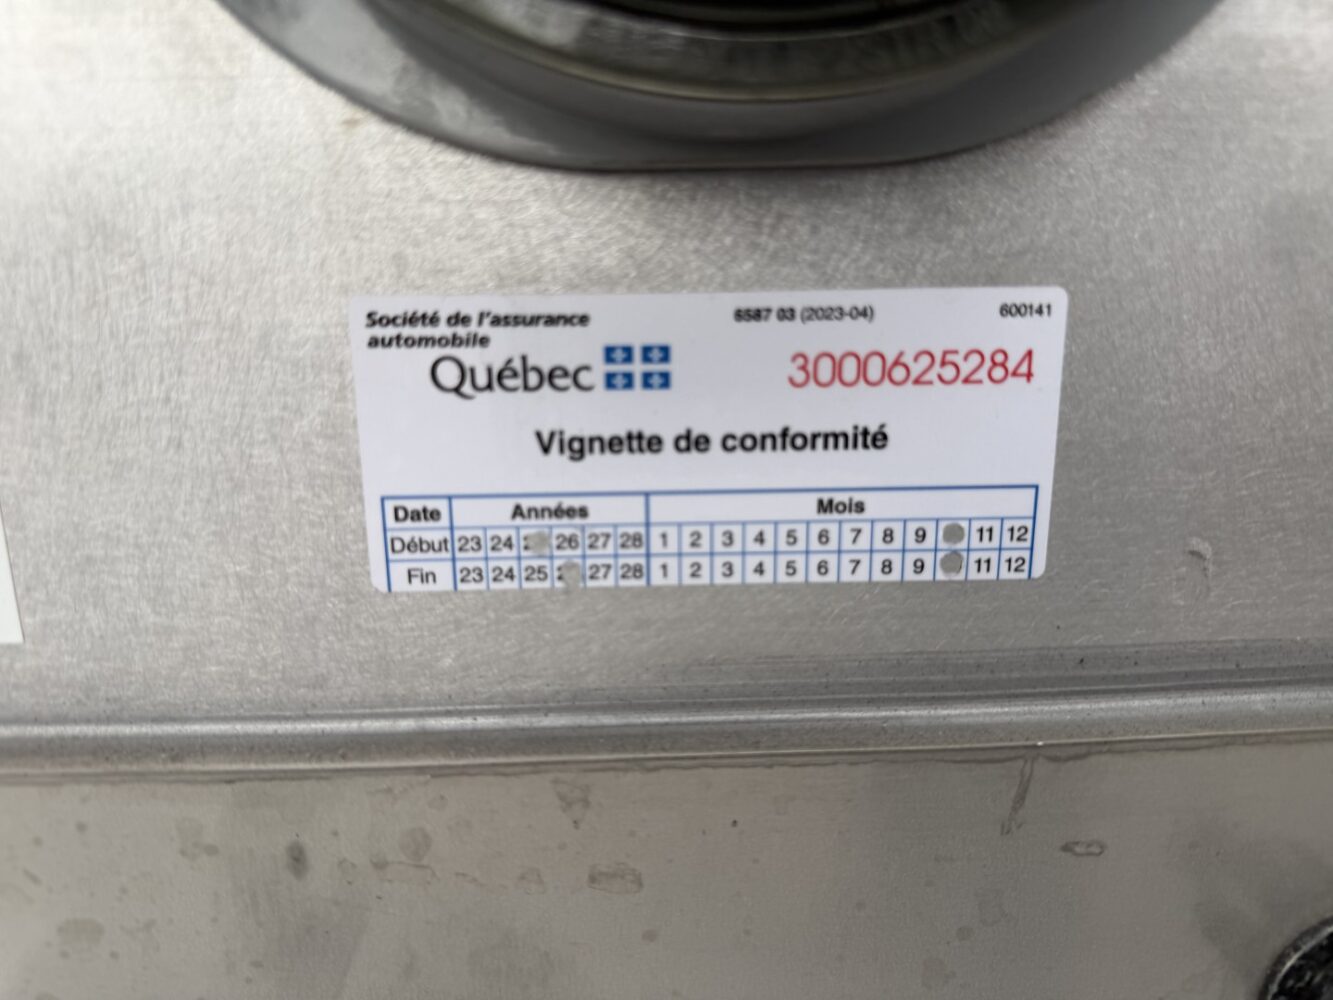 Société de l'assurance
automobile
Québec
6587 03 (2023-04)
600141
3000625284
Vignette de conformité
Date Années Mois
Début 23 24 26 27 28 1 2 3 4 5 6 7 8 9 11 12
Fin 23 24 25 27 28 1 2 3 4 5 6 7 8 9 11 12